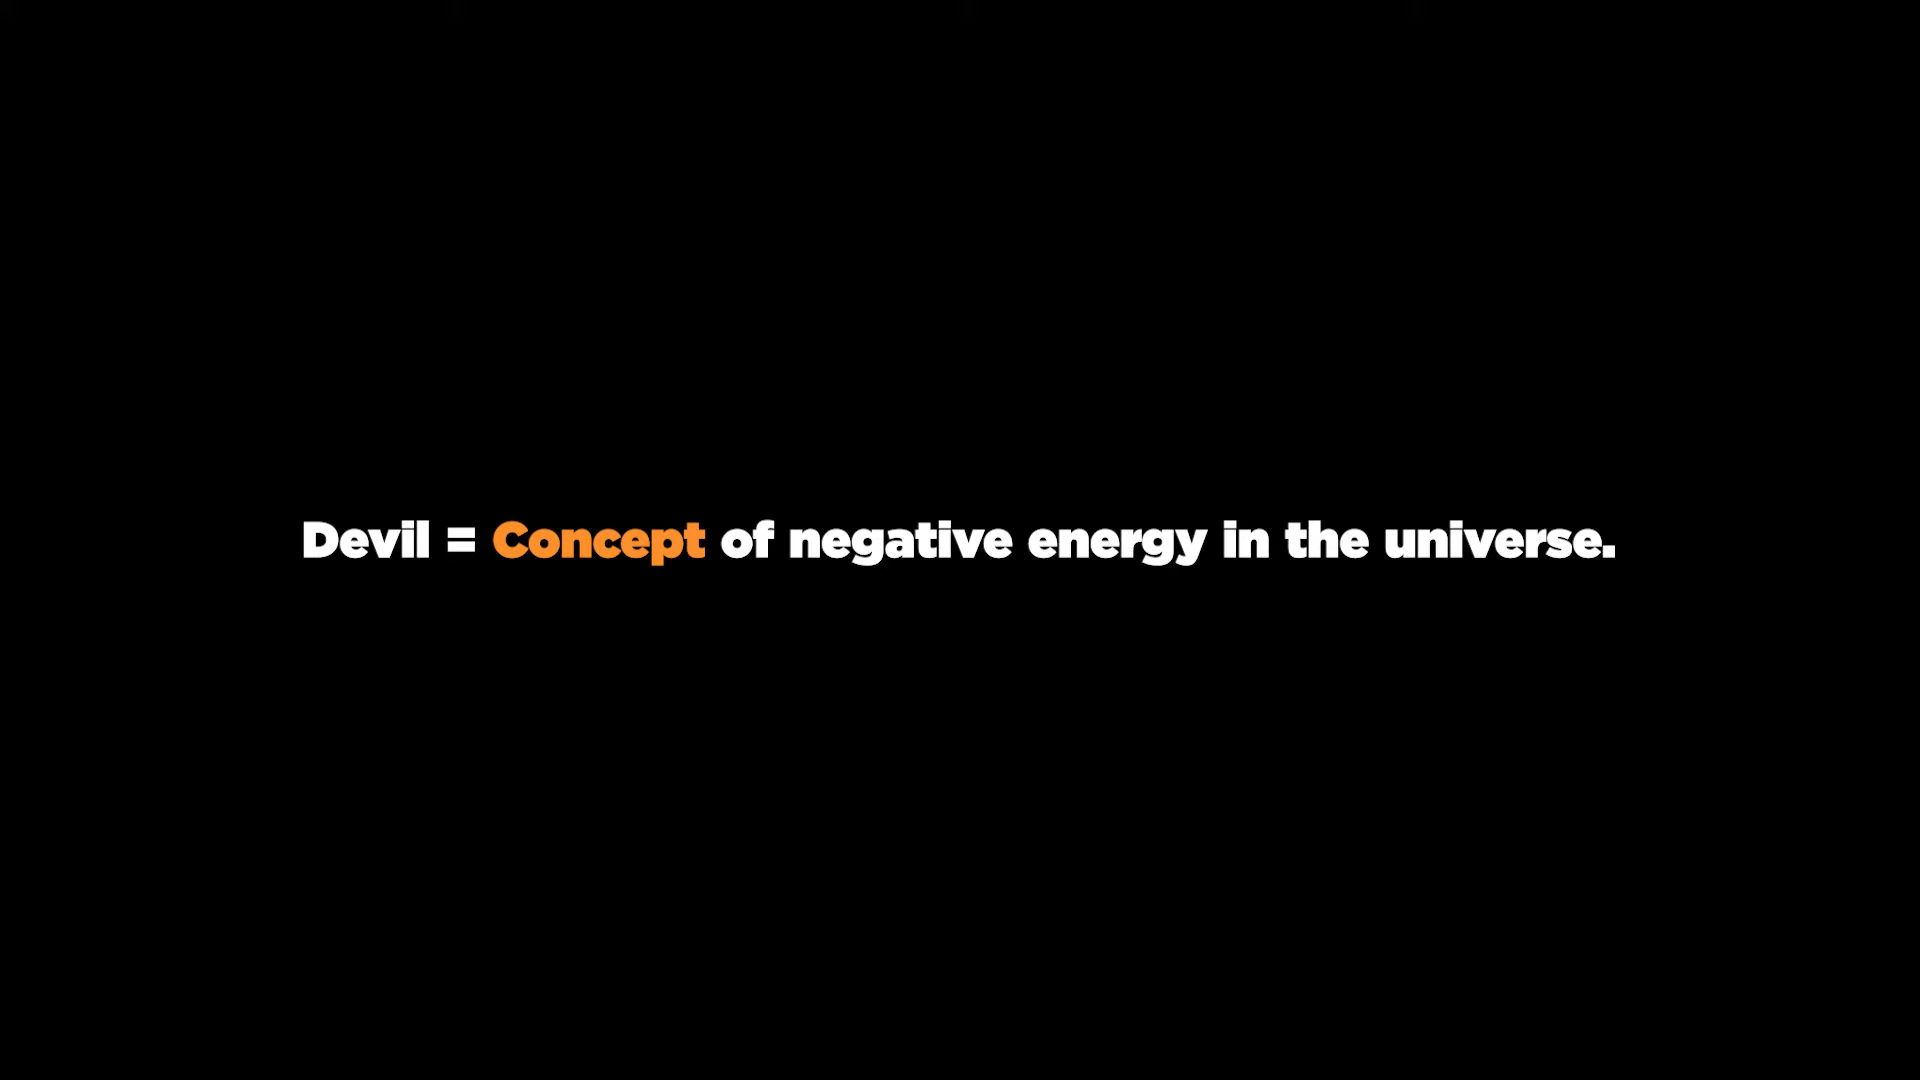 Devil = Concept of negative energy in the universe.